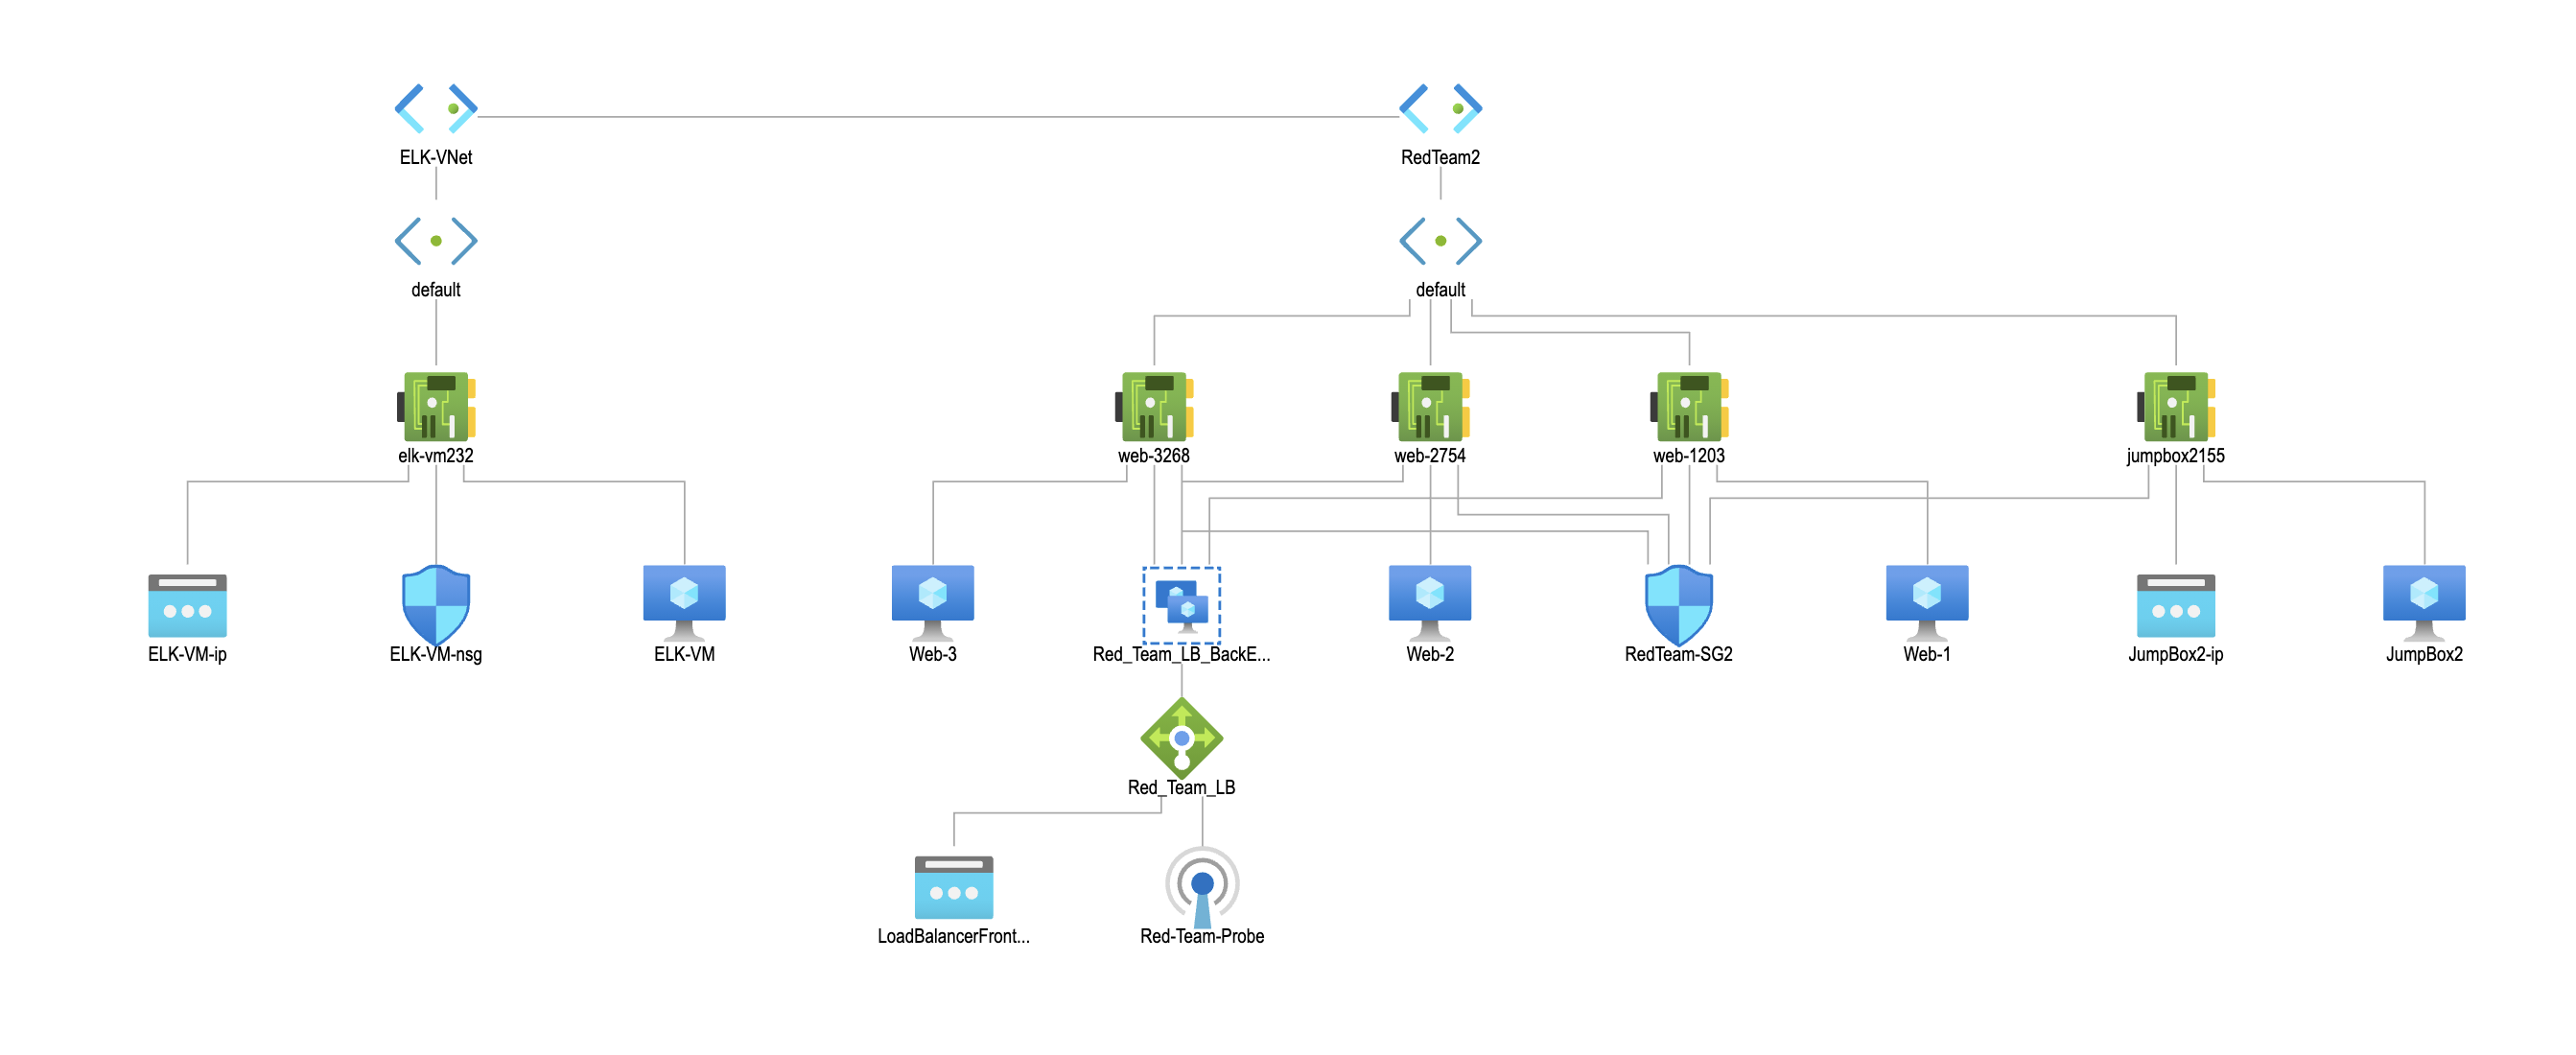 ELK-VNet
RedTeam2
default
default
elk-vm232
web-3268
web-2754
web-1203
jumpbox2155
ELK-VM-ip
ELK-VM-nsg
ELK-VM
Web-3
Red_Team_LB_BackE...
Web-2
RedTeam-SG2
Web-1
JumpBox2-ip
JumpBox2
Red_Team_LB
LoadBalancerFront...
Red-Team-Probe